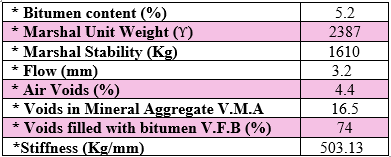 * Bitumen content (%) 5.2
* Marshal Unit Weight (ϒ) 2387
* Marshal Stability (Kg) 1610
* Flow (mm) 3.2
* Air Voids (%) 4.4
* Voids in Mineral Aggregate V.M.A 16.5
* Voids filled with bitumen V.F.B (%) 74
*Stiffness (Kg/mm) 503.13